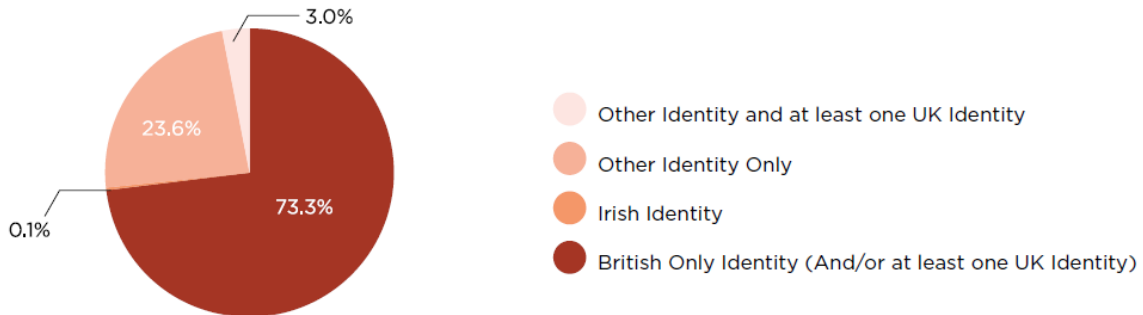 3.0%
23.6%
73.3%
0.1%
Other Identity and at least one UK Identity
Other Identity Only
Irish Identity
British Only Identity (And/or at least one UK Identity)